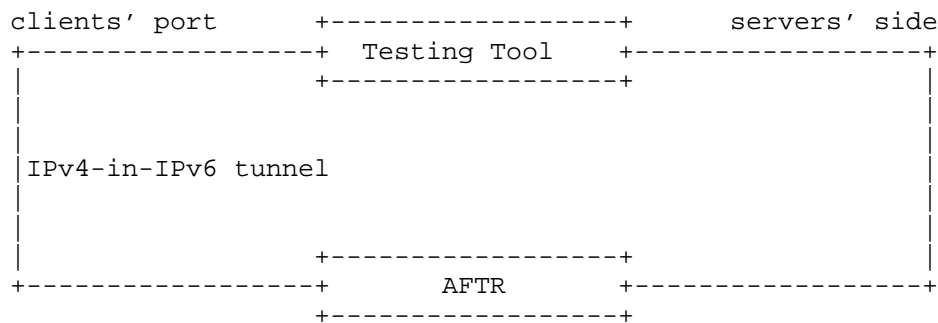 clients’ port servers’ side
Testing Tool
IPv4-in-IPv6 tunnel
AFTR